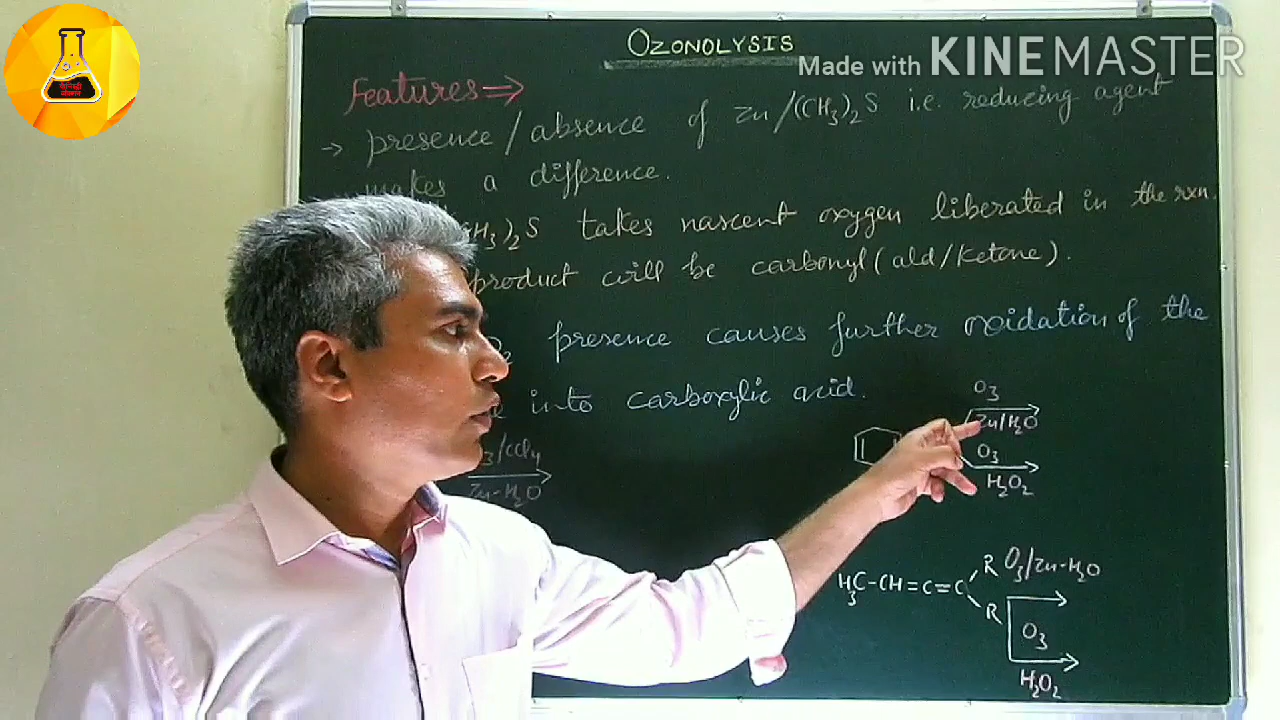 OZONOLYSIS
Made with KINEMASTER
Features ⇒
→ presence/absence of Zn/(CH₃)₂S i.e. reducing agent
makes a difference.
H₃)₂S takes nascent oxygen liberated in the rxn.
product will be carbonyl (ald/ketone).
presence causes further oxidation of the
into carboxylic acid.
O₃
Zn/H₂O
O₃
H₂O₂
₃/CCl₄
Zn-H₂O
H₃C-CH=C=C
R
R
O₃/Zn-H₂O
O₃
H₂O₂